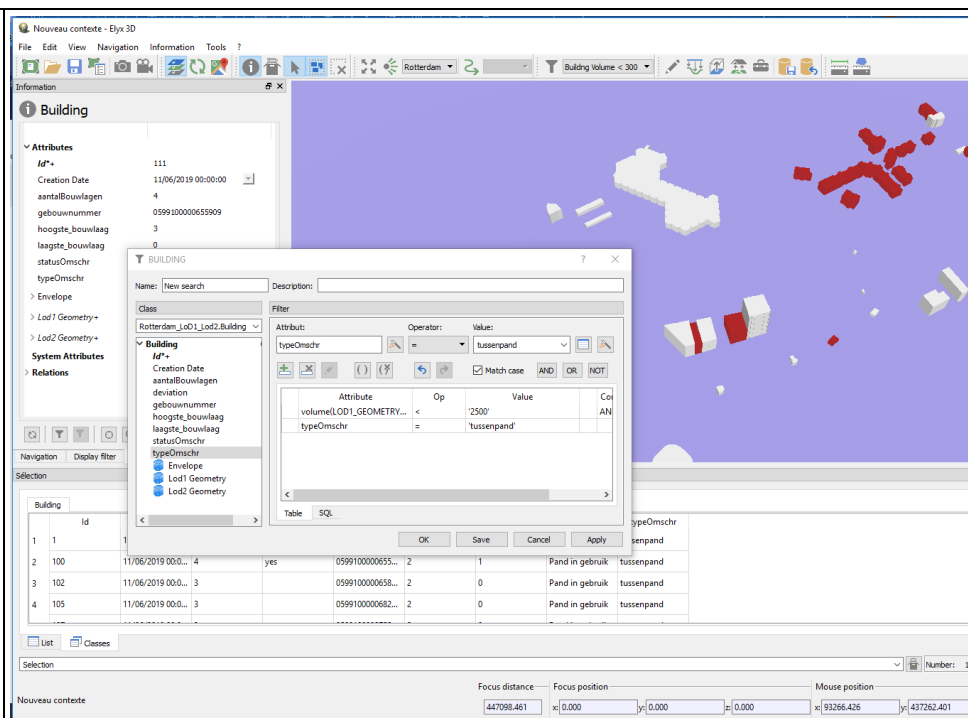 Nouveau contexte - Elyx 3D
File Edit View Navigation Information Tools ?
Rotterdam
Buildng Volume < 300
Information
Building
Attributes
Id*+ 111
Creation Date 11/06/2019 00:00:00
aantalBouwlagen 4
gebouwnummer 0599100000655909
hoogste_bouwlaag 3
laagste_bouwlaag 0
statusOmschr
typeOmschr
> Envelope
> Lod1 Geometry+
> Lod2 Geometry+
System Attributes
> Relations
Navigation Display filter
BUILDING ? ×
Name: New search Description:
Class Filter
Rotterdam_LoD1_Lod2.Building
Building
Id*+
Creation Date
aantalBouwlagen
deviation
gebouwnummer
hoogste_bouwlaag
laagste_bouwlaag
statusOmschr
typeOmschr
Envelope
Lod1 Geometry
Lod2 Geometry
Attribut: Operator: Value:
typeOmschr = tussenpand
( ) Match case AND OR NOT
Attribute Op Value
volume(LOD1_GEOMETRY... < '2500' AN
typeOmschr = 'tussenpand'
Table SQL
OK Save Cancel Apply
Selection
Building
Id typeOmschr
1 1 1 senpand
2 100 11/06/2019 00:0... 4 yes 0599100000655... 2 1 Pand in gebruik tussenpand
3 102 11/06/2019 00:0... 3 0599100000658... 2 0 Pand in gebruik tussenpand
4 105 11/06/2019 00:0... 3 0599100000682... 2 0 Pand in gebruik tussenpand
List Classes
Selection Number: 1
Focus distance Focus position Mouse position
Nouveau contexte 447098.461 x: 0.000 y: 0.000 z: 0.000 x: 93266.426 y: 437262.401